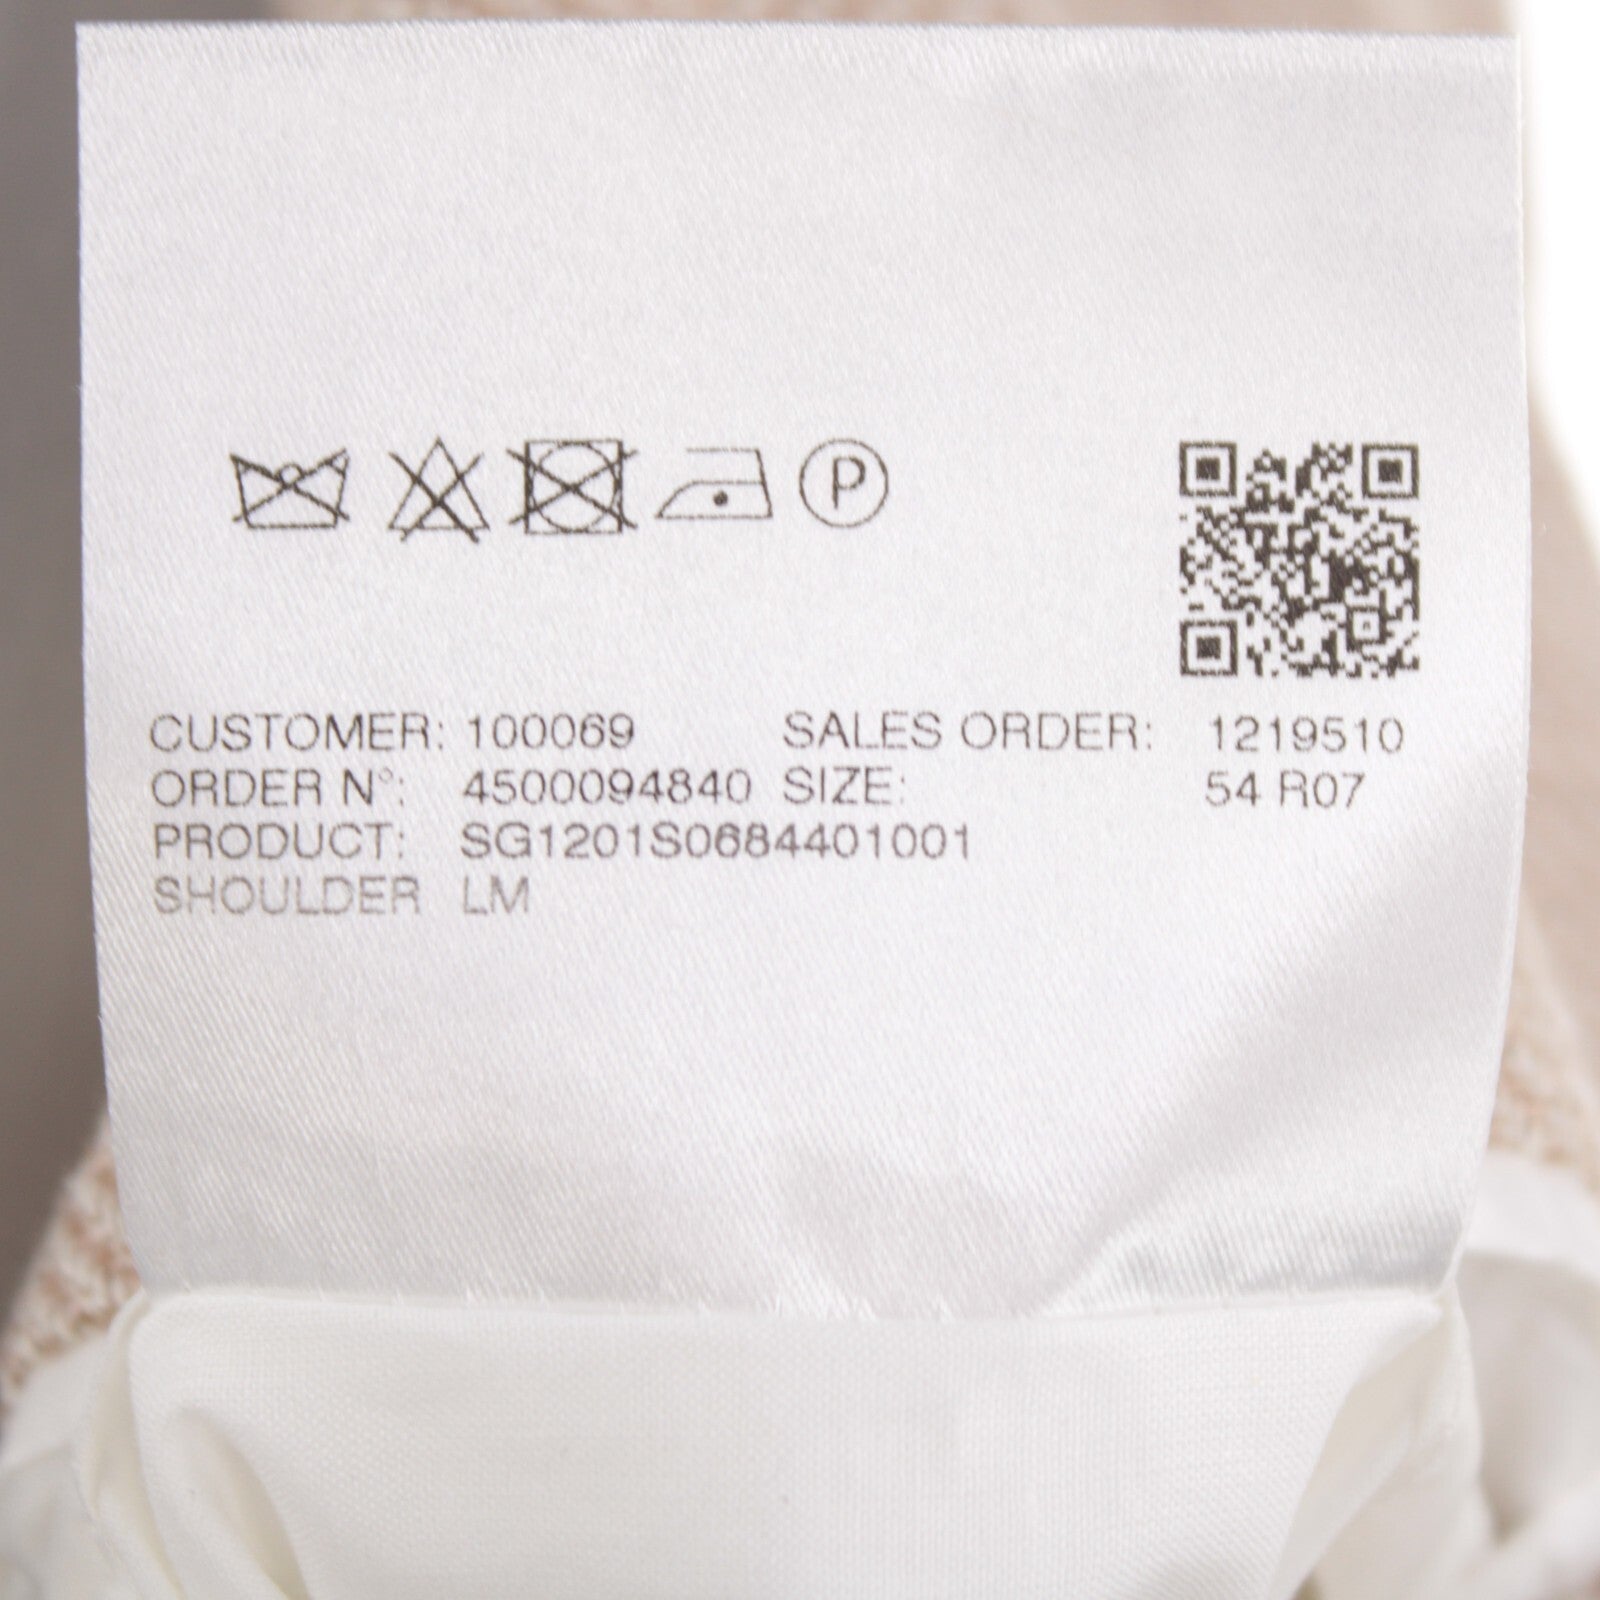 P
CUSTOMER: 100069 SALES ORDER: 1219510
ORDER N°: 4500094840 SIZE: 54 R07
PRODUCT: SG1201S0684401001
SHOULDER LM